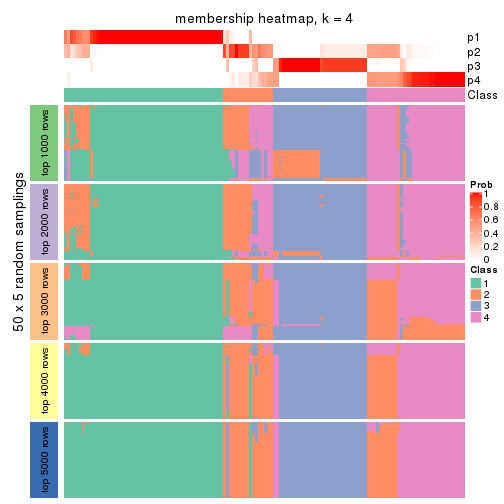 membership heatmap, k = 4
p1
p2
p3
p4
Class
50 x 5 random samplings
top 1000 rows
top 2000 rows
top 3000 rows
top 4000 rows
top 5000 rows
Prob
1
0.8
0.6
0.4
0.2
0
Class
1
2
3
4